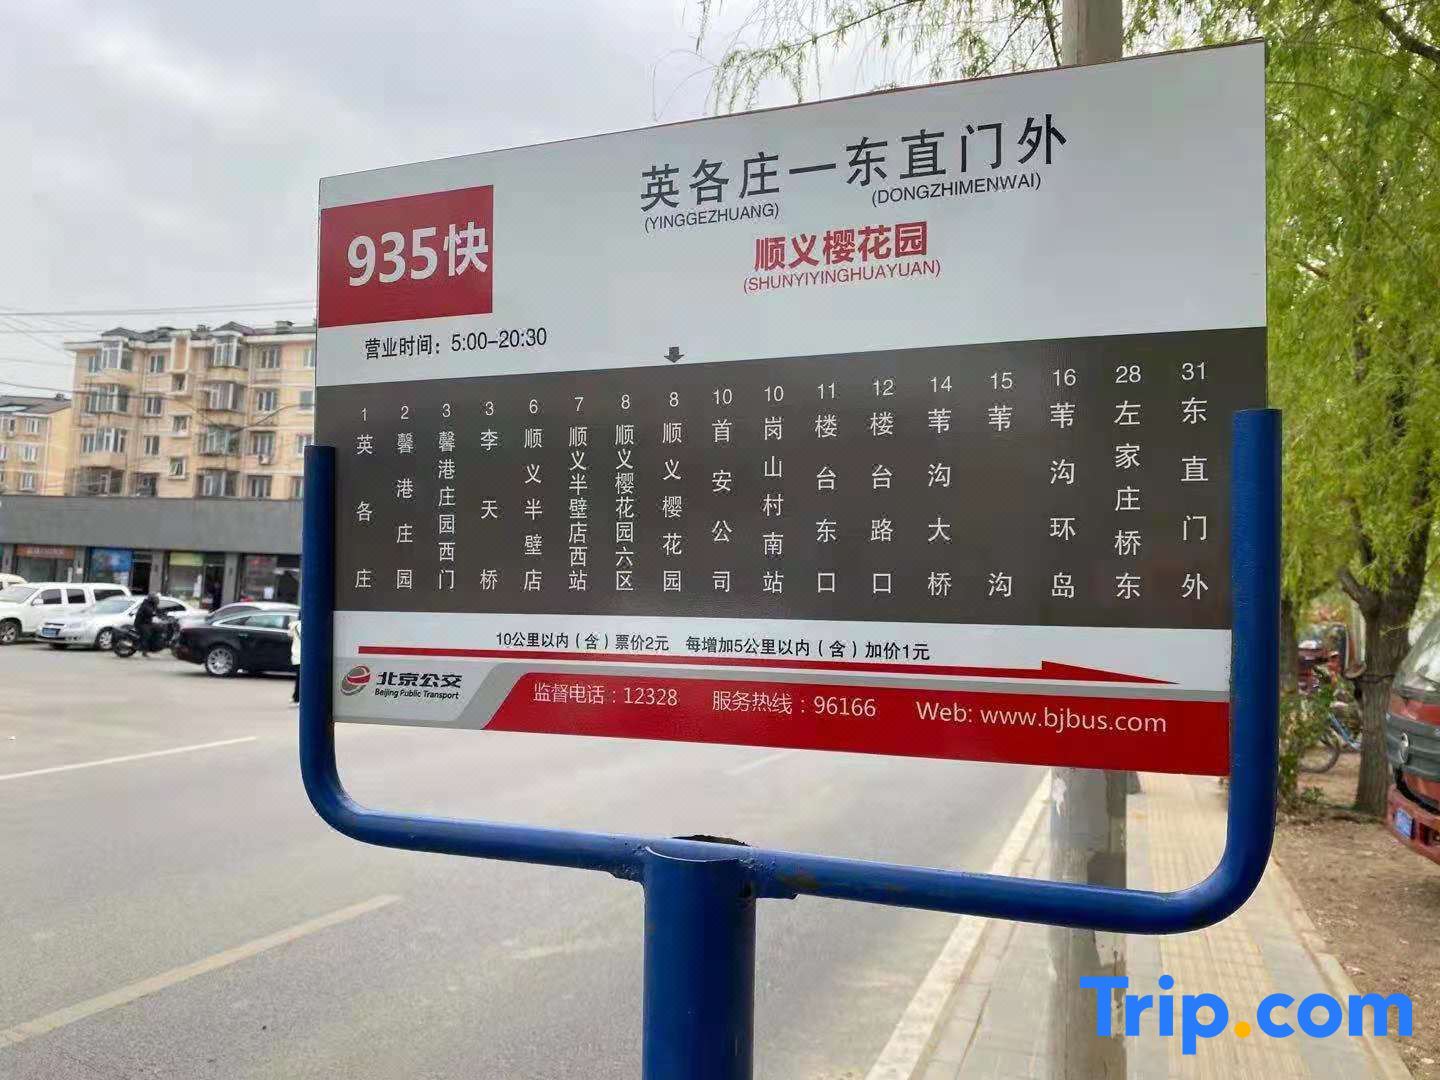 935快
英各庄—东直门外
(YINGGEZHUANG) (DONGZHIMENWAI)
顺义樱花园
(SHUNYIYINGHUAYUAN)
营业时间：5:00-20:30
1 英各庄
2 馨港庄园
3 馨港庄园西门
3 李天桥
6 顺义半壁店
7 顺义半壁店西站
8 顺义樱花园六区
8 顺义樱花园
10 首安公司
10 岗山村南站
11 楼台东口
12 楼台路口
14 苇沟大桥
15 苇沟
16 苇沟环岛
28 左家庄桥东
31 东直门外
10公里以内（含）票价2元 每增加5公里以内（含）加价1元
北京公交
Beijing Public Transport
监督电话：12328 服务热线：96166 Web: www.bjbus.com
Trip.com